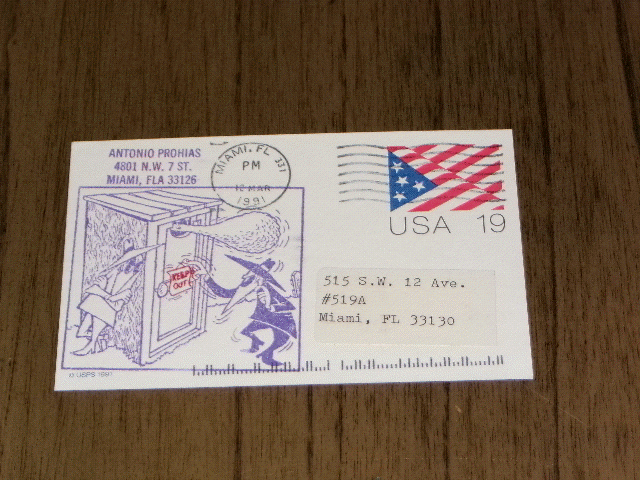 ANTONIO PROHIAS
4801 N.W. 7 ST.
MIAMI, FLA 33126
MIAMI, FL 331
PM
12 MAR
1991
USA 19
KEEP
OUT
515 S.W. 12 Ave.
#519A
Miami, FL 33130
© USPS 1991